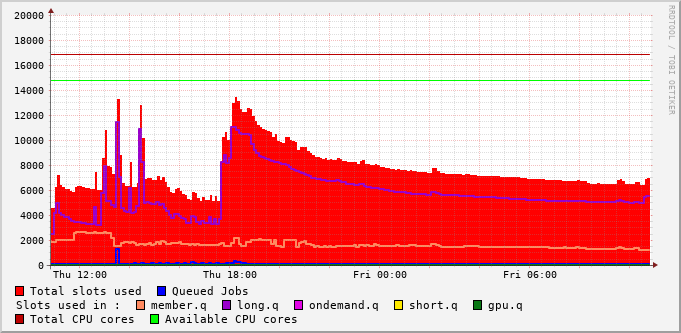 20000
18000
16000
14000
12000
10000
8000
6000
4000
2000
0
Thu 12:00 Thu 18:00 Fri 00:00 Fri 06:00
RRDTOOL / TOBI OETIKER
Total slots used Queued Jobs
Slots used in : member.q long.q ondemand.q short.q gpu.q
Total CPU cores Available CPU cores